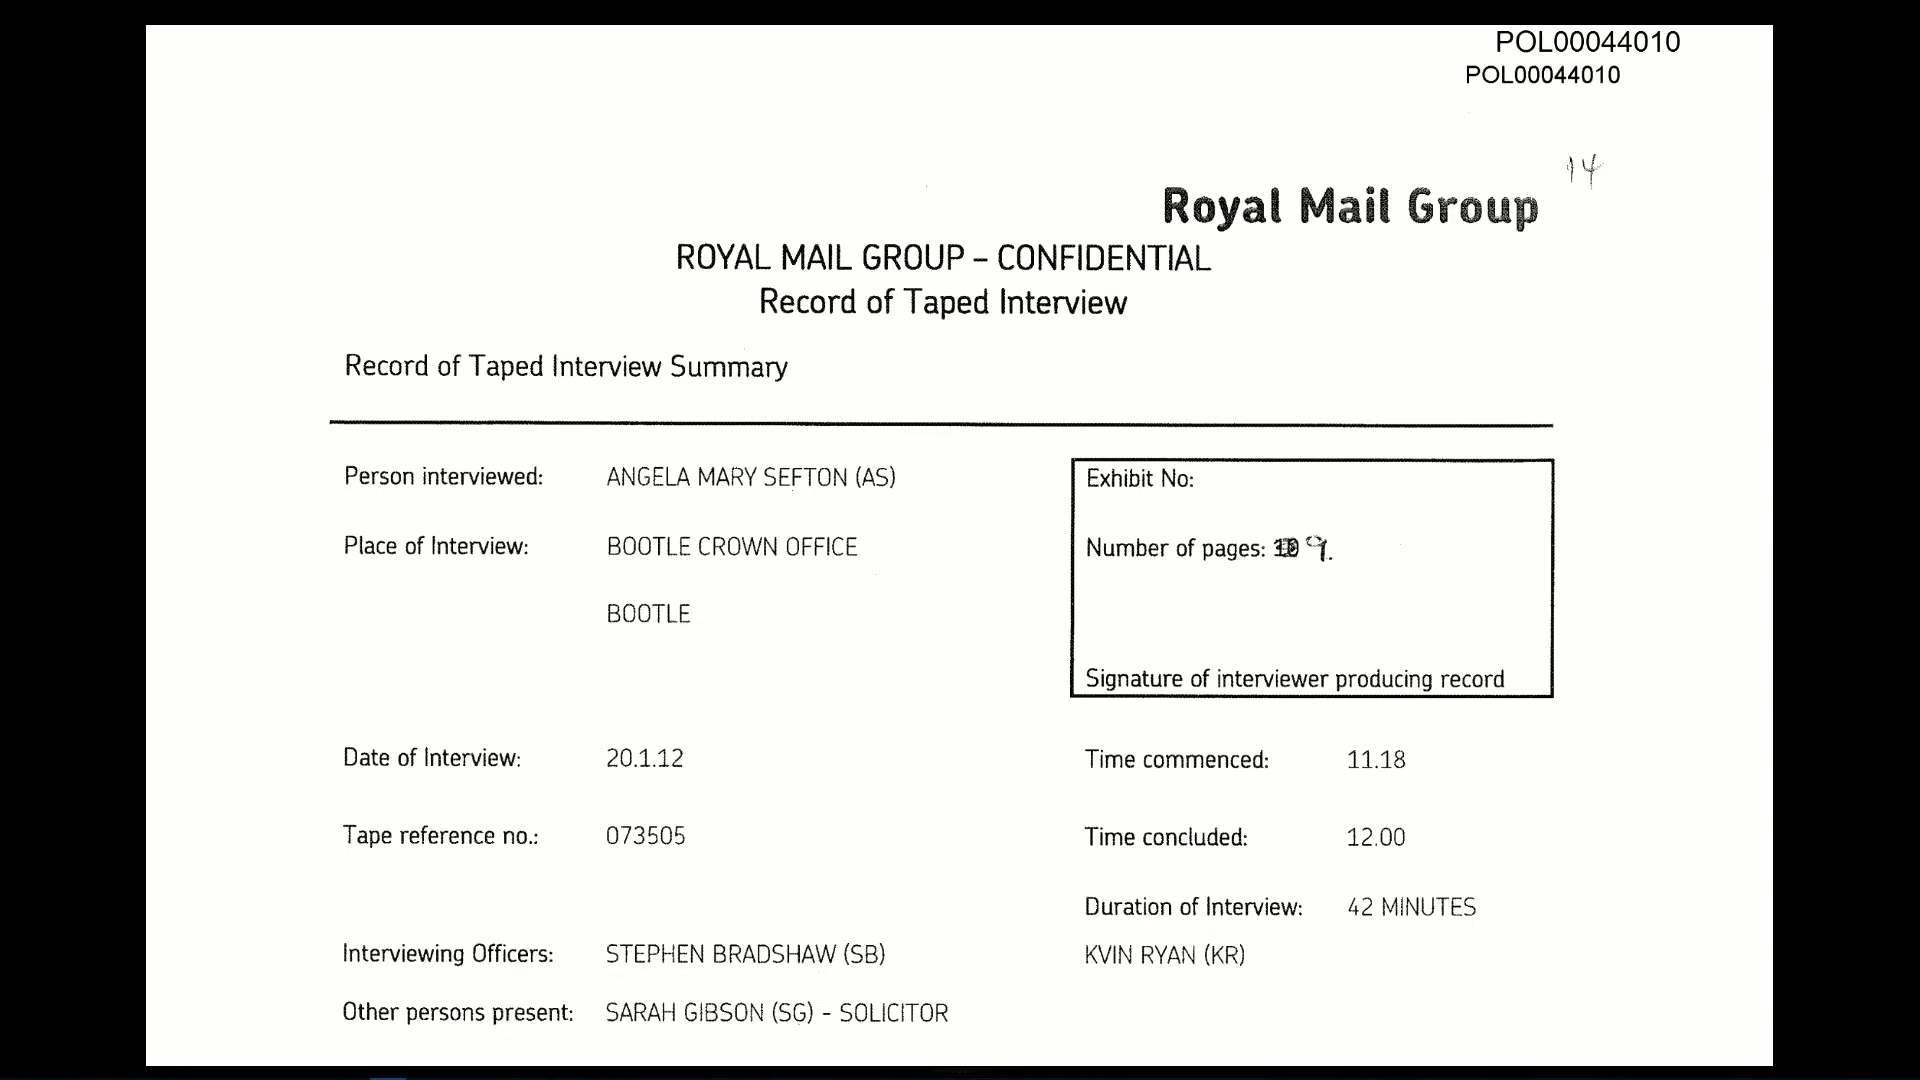 POL00044010
POL00044010
14
Royal Mail Group
ROYAL MAIL GROUP – CONFIDENTIAL
Record of Taped Interview
Record of Taped Interview Summary
Person interviewed: ANGELA MARY SEFTON (AS)
Exhibit No:
Place of Interview: BOOTLE CROWN OFFICE
Number of pages: 9.
BOOTLE
Signature of interviewer producing record
Date of Interview: 20.1.12
Time commenced: 11.18
Tape reference no.: 073505
Time concluded: 12.00
Duration of Interview: 42 MINUTES
Interviewing Officers: STEPHEN BRADSHAW (SB) KVIN RYAN (KR)
Other persons present: SARAH GIBSON (SG) - SOLICITOR